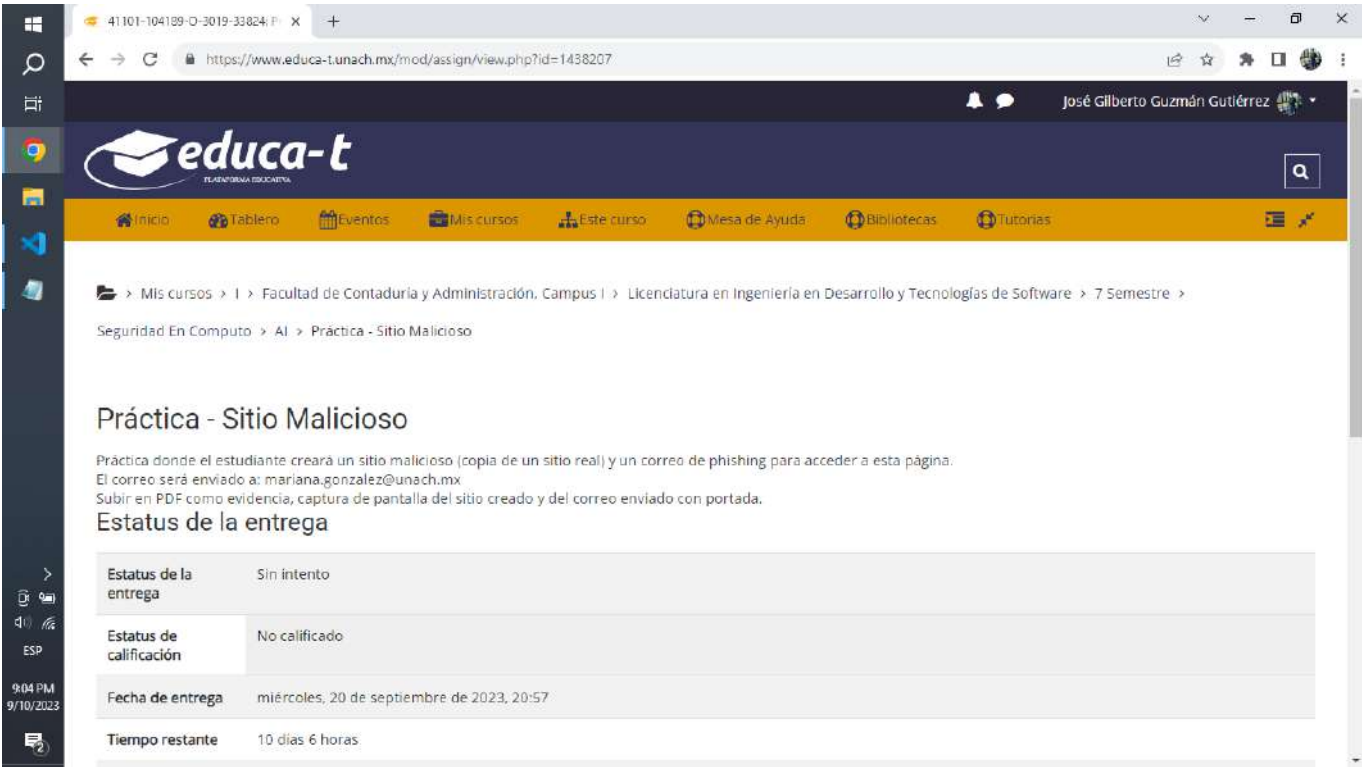 41101-104189-O-3019-33824: P
https://www.educa-t.unach.mx/mod/assign/view.php?id=1438207
José Gilberto Guzmán Gutiérrez
educa-t
PLATAFORMA EDUCATIVA
Inicio Tablero Eventos Mis cursos Este curso Mesa de Ayuda Bibliotecas Tutorias
> Mis cursos > I > Facultad de Contaduría y Administración, Campus I > Licenciatura en Ingeniería en Desarrollo y Tecnologías de Software > 7 Semestre >
Seguridad En Computo > AI > Práctica - Sitio Malicioso
Práctica - Sitio Malicioso
Práctica donde el estudiante creará un sitio malicioso (copia de un sitio real) y un correo de phishing para acceder a esta página.
El correo será enviado a: mariana.gonzalez@unach.mx
Subir en PDF como evidencia, captura de pantalla del sitio creado y del correo enviado con portada.
Estatus de la entrega
Estatus de la entrega Sin intento
Estatus de calificación No calificado
Fecha de entrega miércoles, 20 de septiembre de 2023, 20:57
Tiempo restante 10 días 6 horas
ESP
9:04 PM
9/10/2023
2